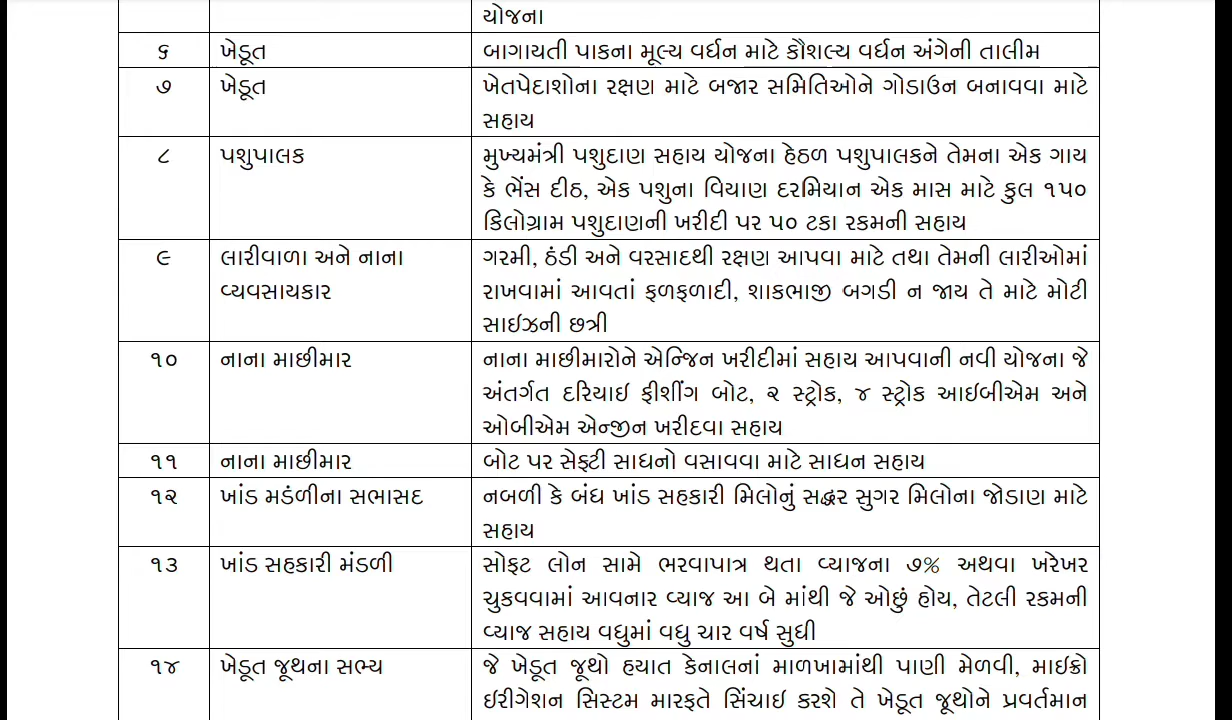 યોજના
૬ ખેડૂત બાગાયતી પાકના મૂલ્ય વર્ધન માટે કૌશલ્ય વર્ધન અંગેની તાલીમ
૭ ખેડૂત ખેતપેદાશોના રક્ષણ માટે બજાર સમિતિઓને ગોડાઉન બનાવવા માટે
સહાય
૮ પશુપાલક મુખ્યમંત્રી પશુદાણ સહાય યોજના હેઠળ પશુપાલકને તેમના એક ગાય
કે ભેંસ દીઠ, એક પશુના વિયાણ દરમિયાન એક માસ માટે કુલ ૧૫૦
કિલોગ્રામ પશુદાણની ખરીદી પર ૫૦ ટકા રકમની સહાય
૯ લારીવાળા અને નાના ગરમી, ઠંડી અને વરસાદથી રક્ષણ આપવા માટે તથા તેમની લારીઓમાં
વ્યવસાયકાર રાખવામાં આવતાં ફળફળાદી, શાકભાજી બગડી ન જાય તે માટે મોટી
સાઈઝની છત્રી
૧૦ નાના માછીમાર નાના માછીમારોને એન્જિન ખરીદીમાં સહાય આપવાની નવી યોજના જે
અંતર્ગત દરિયાઇ ફીશીંગ બોટ, ૨ સ્ટ્રોક, ૪ સ્ટ્રોક આઈબીએમ અને
ઓબીએમ એન્જીન ખરીદવા સહાય
૧૧ નાના માછીમાર બોટ પર સેફ્ટી સાધનો વસાવવા માટે સાધન સહાય
૧૨ ખાંડ મડંળીના સભાસદ નબળી કે બંધ ખાંડ સહકારી મિલોનું સદ્ધર સુગર મિલોના જોડાણ માટે
સહાય
૧૩ ખાંડ સહકારી મંડળી સોફટ લોન સામે ભરવાપાત્ર થતા વ્યાજના ૭% અથવા ખરેખર
ચુકવવામાં આવનાર વ્યાજ આ બે માંથી જે ઓછું હોય, તેટલી રકમની
વ્યાજ સહાય વધુમાં વધુ ચાર વર્ષ સુધી
૧૪ ખેડૂત જૂથના સભ્ય જે ખેડૂત જૂથો હયાત કેનાલનાં માળખામાંથી પાણી મેળવી, માઈક્રો
ઈરીગેશન સિસ્ટમ મારફતે સિંચાઇ કરશે તે ખેડૂત જૂથોને પ્રવર્તમાન